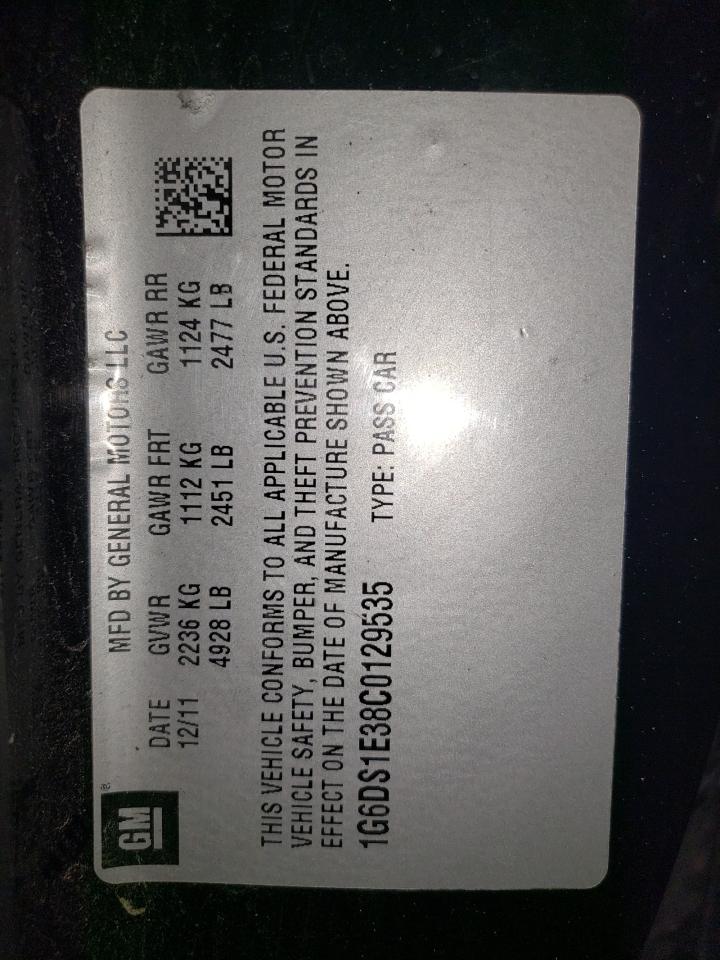 GM®
MFD BY GENERAL MOTORS LLC
DATE GVWR GAWR FRT GAWR RR
12/11 2236 KG 1112 KG 1124 KG
4928 LB 2451 LB 2477 LB
THIS VEHICLE CONFORMS TO ALL APPLICABLE U.S. FEDERAL MOTOR
VEHICLE SAFETY, BUMPER, AND THEFT PREVENTION STANDARDS IN
EFFECT ON THE DATE OF MANUFACTURE SHOWN ABOVE.
1G6DS1E38C0129535 TYPE: PASS CAR